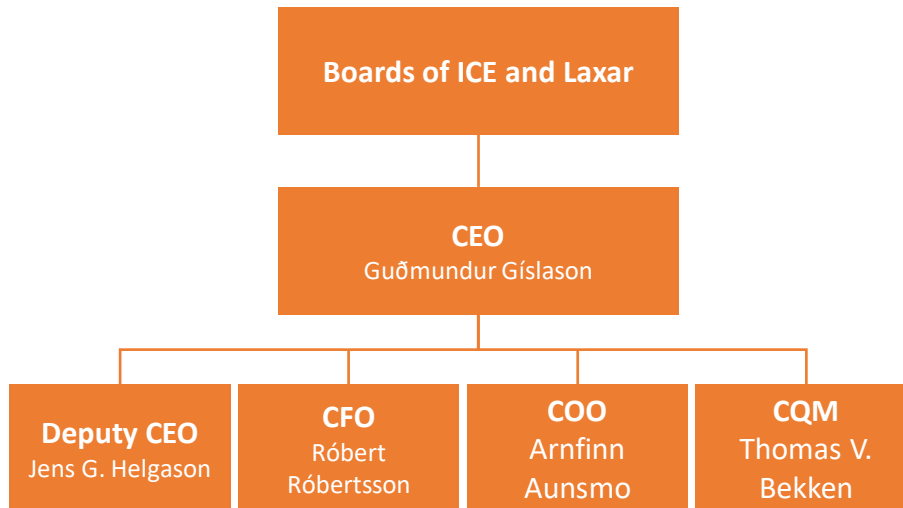 Boards of ICE and Laxar
CEO
Guðmundur Gíslason
Deputy CEO
Jens G. Helgason
CFO
Róbert
Róbertsson
COO
Arnfinn
Aunsmo
CQM
Thomas V.
Bekken